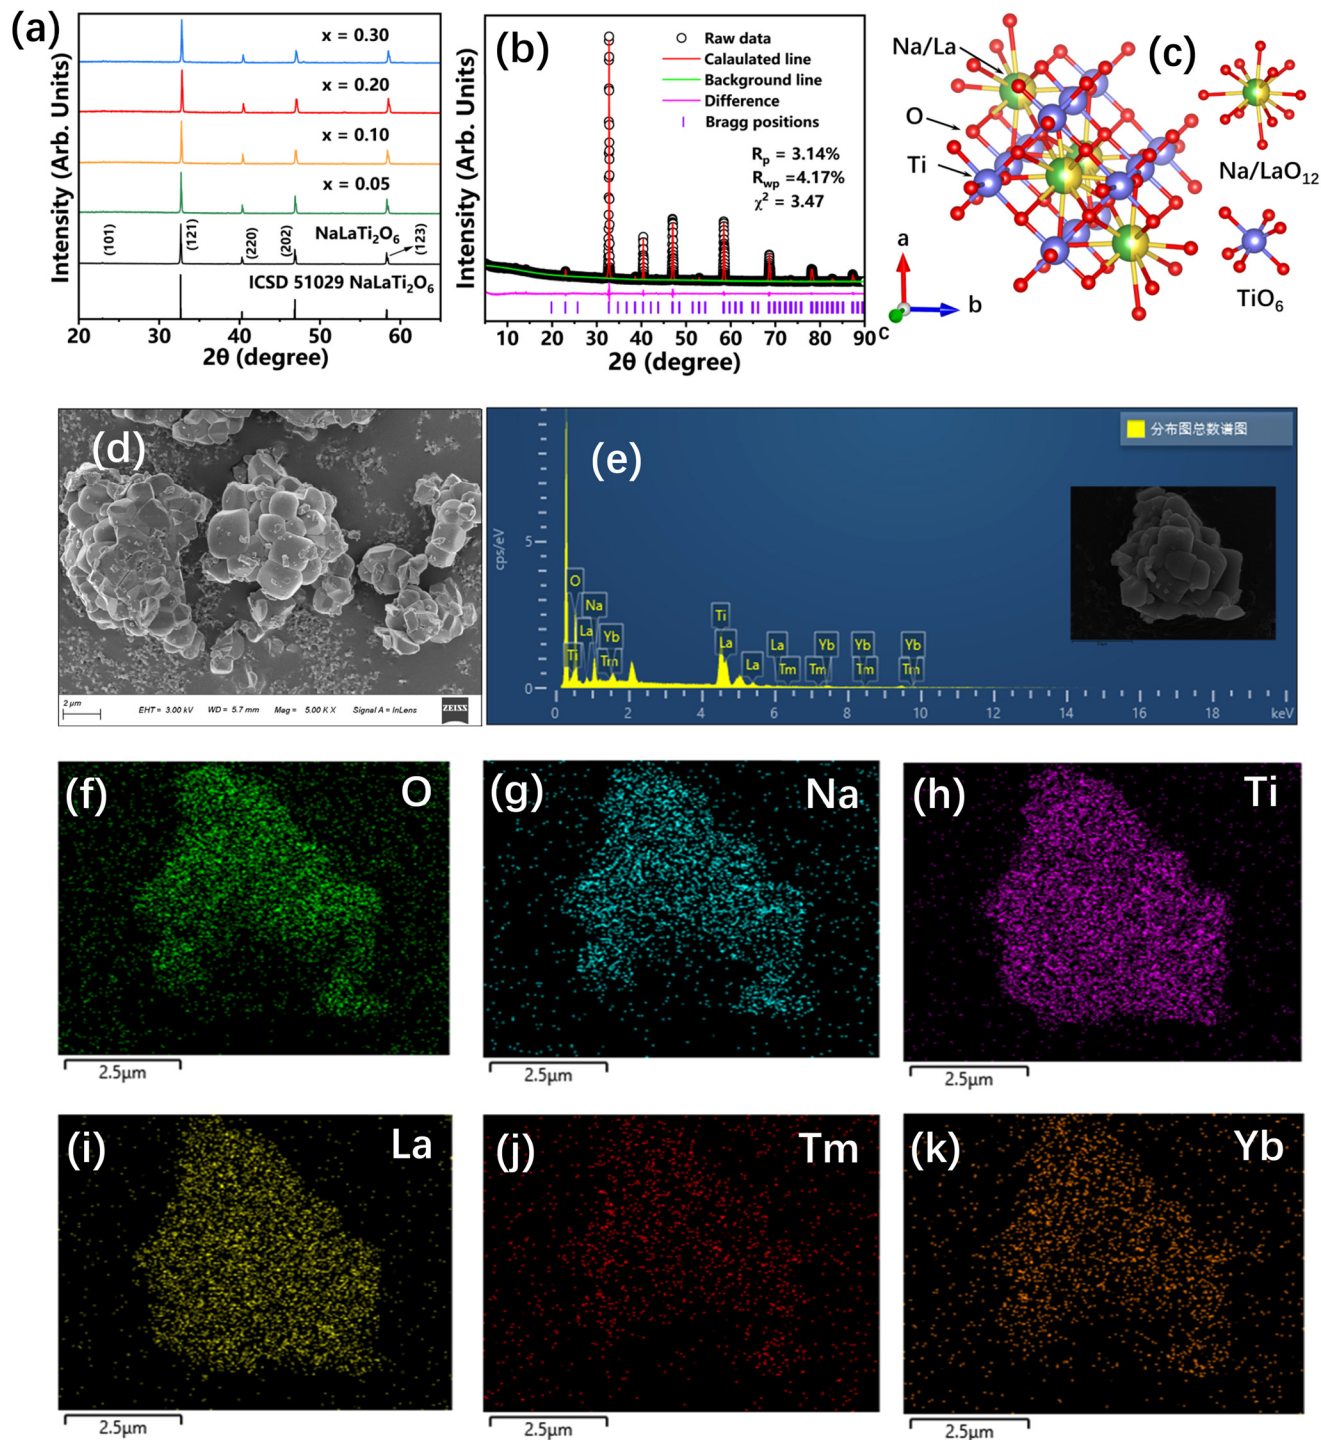 (a)
x = 0.30
x = 0.20
x = 0.10
x = 0.05
NaLaTi₂O₆
(101)
(121)
(220)
(202)
(123)
ICSD 51029 NaLaTi₂O₆
Intensity (Arb. Units)
20 30 40 50 60
2θ (degree)
(b)
Raw data
Calaulated line
Background line
Difference
Bragg positions
Rp = 3.14%
Rwp =4.17%
χ² = 3.47
Intensity (Arb. Units)
10 20 30 40 50 60 70 80 90
2θ (degree)
(c)
Na/La
O
Ti
Na/LaO₁₂
TiO₆
a
b
c
(d)
2 µm
EHT = 3.00 kV WD = 5.7 mm Mag = 5.00 K X Signal A = InLens
ZEISS
(e)
分布图总数谱图
cps/eV
5
0
O
Na
La
Ti
Yb
Tm
Ti
La
La
La
Tm
Yb
Tm
Yb
Tm
Yb
Tm
0 2 4 6 8 10 12 14 16 18 keV
(f)
O
2.5µm
(g)
Na
2.5µm
(h)
Ti
2.5µm
(i)
La
2.5µm
(j)
Tm
2.5µm
(k)
Yb
2.5µm